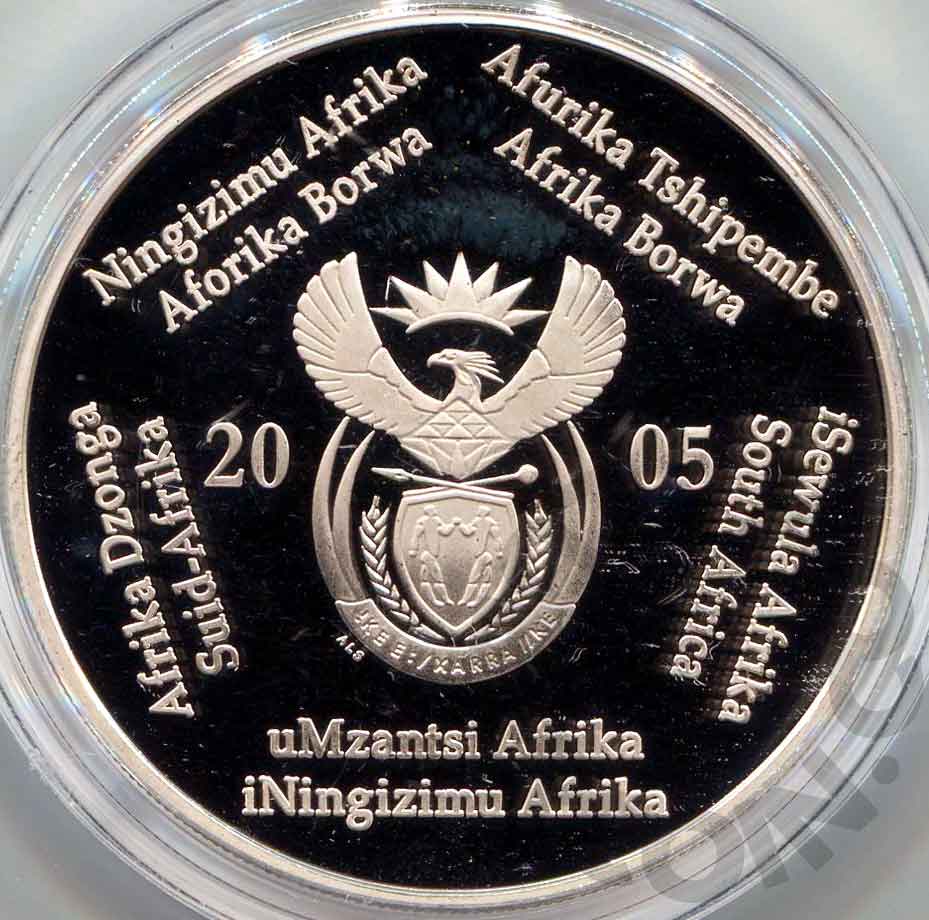 Ningizimu Afrika
Aforika Borwa
Afurika Tshipembe
Afrika Borwa
Afrika Dzonga
Suid-Afrika
20 05
iSewula Afrika
South Africa
!KE E: /XARRA //KE
ALS
uMzantsi Afrika
iNingizimu Afrika